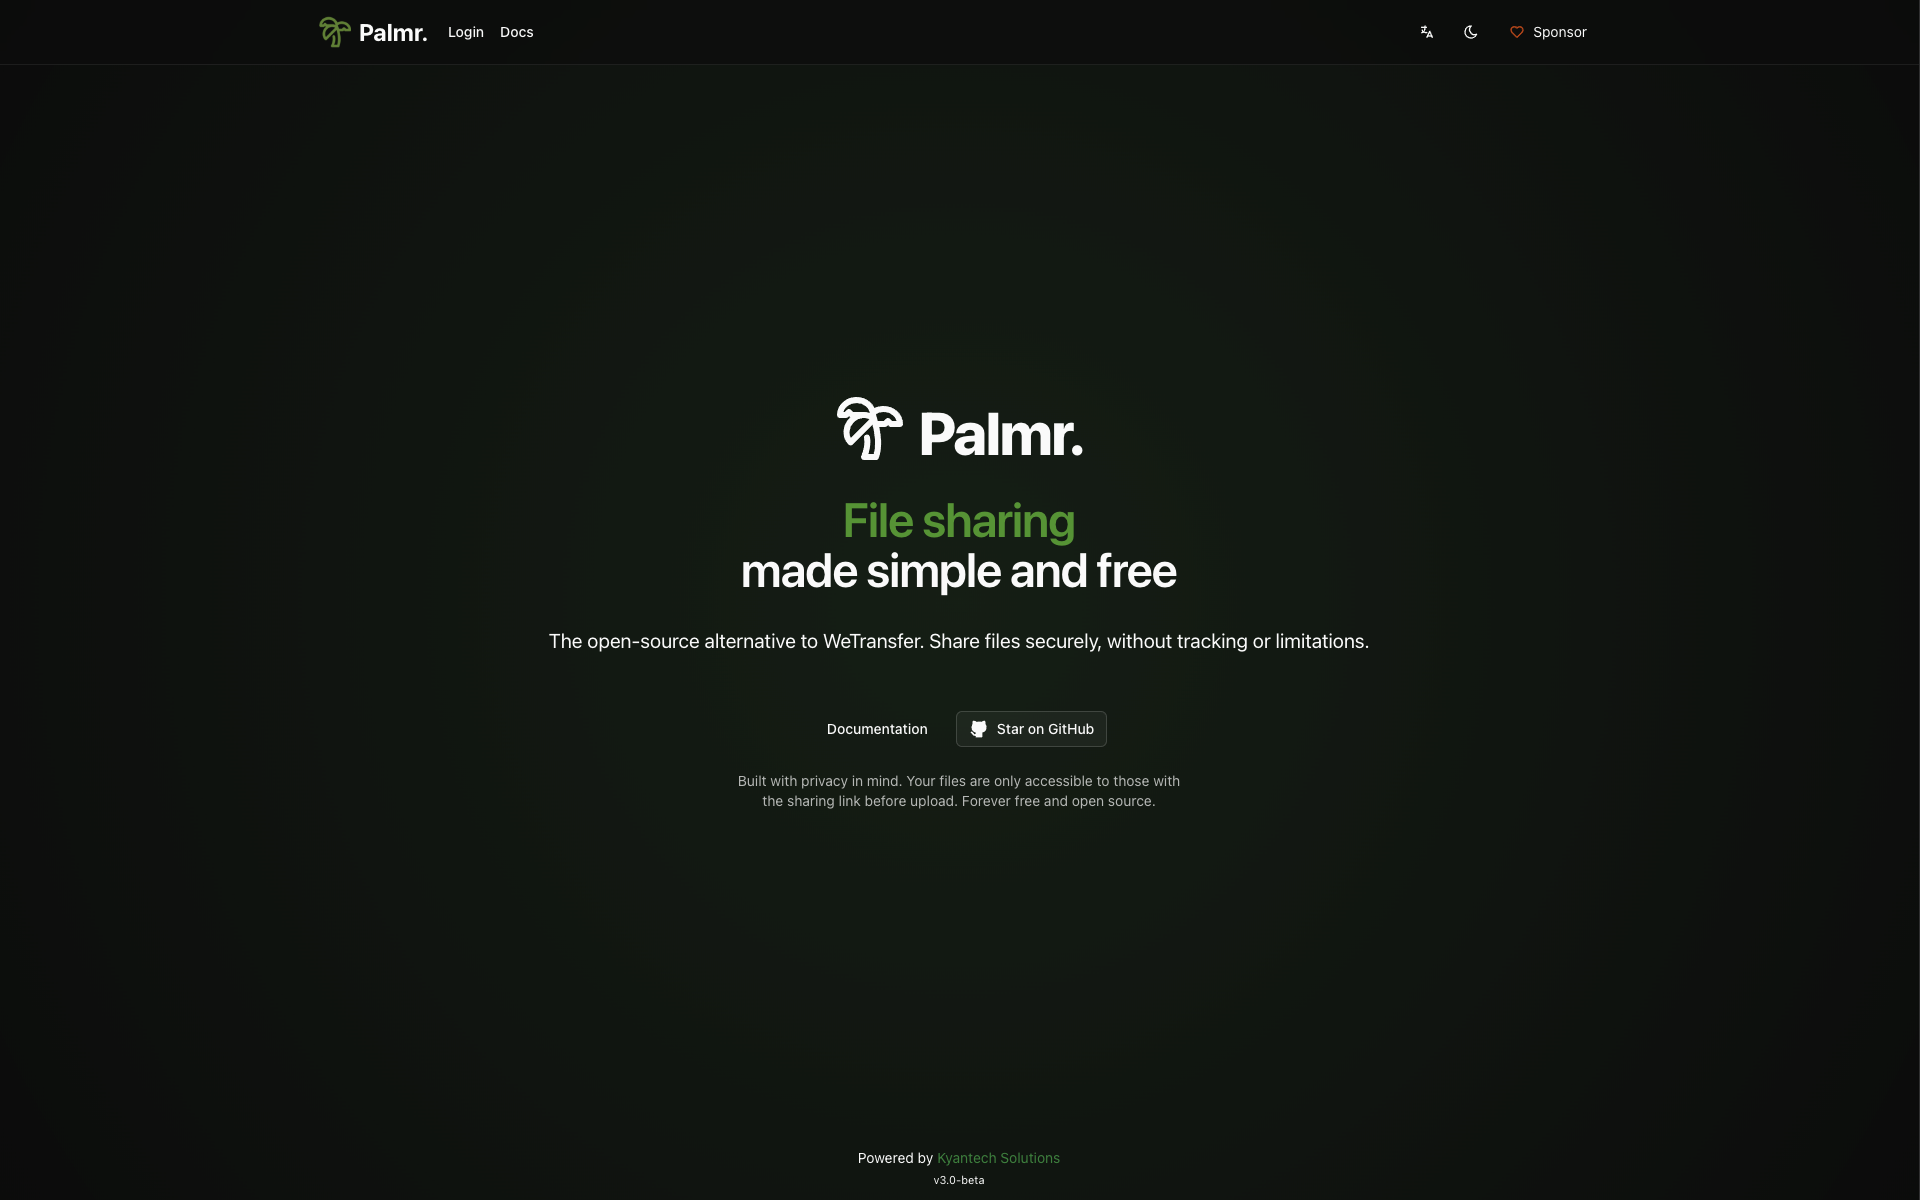 Palmr.
Login
Docs
Sponsor
Palmr.
File sharing
made simple and free
The open-source alternative to WeTransfer. Share files securely, without tracking or limitations.
Documentation
Star on GitHub
Built with privacy in mind. Your files are only accessible to those with
the sharing link before upload. Forever free and open source.
Powered by Kyantech Solutions
v3.0-beta